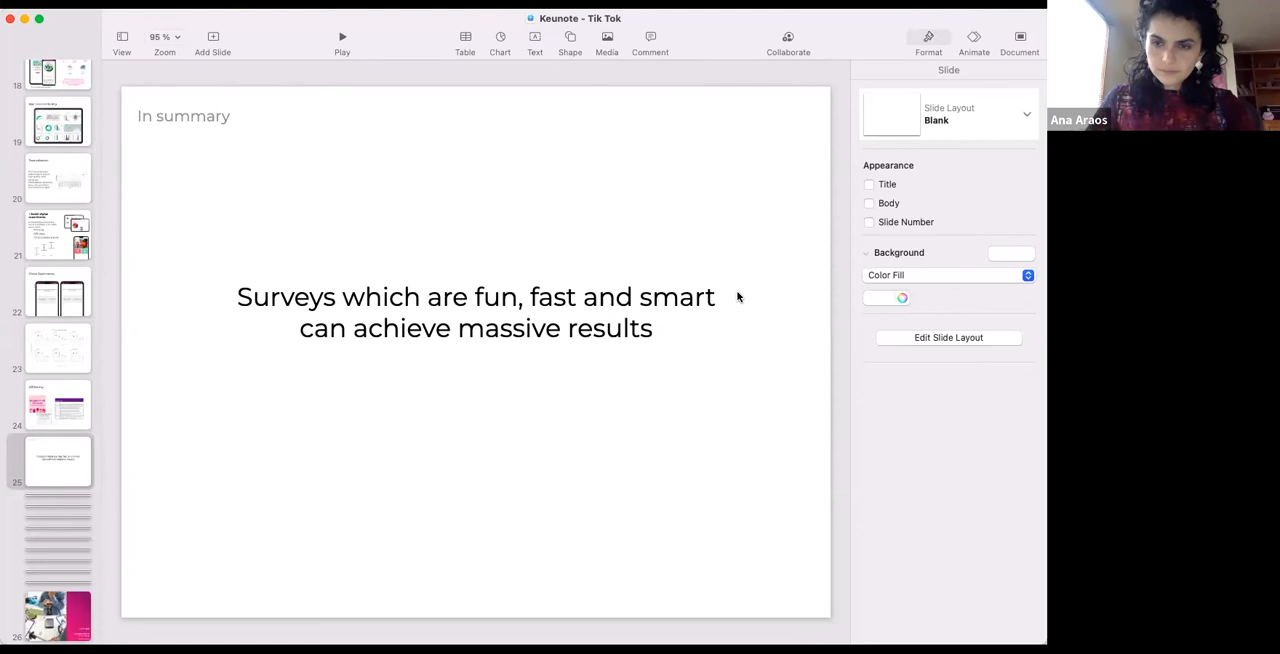 Keunote - Tik Tok
View
95 %
Zoom
Add Slide
Play
Table
Chart
Text
Shape
Media
Comment
Collaborate
Format
Animate
Document
Slide
Slide Layout
Blank
Appearance
Title
Body
Slide Number
Background
Color Fill
Edit Slide Layout
In summary
Surveys which are fun, fast and smart
can achieve massive results
18
19
20
21
22
23
24
25
26
Ana Araos